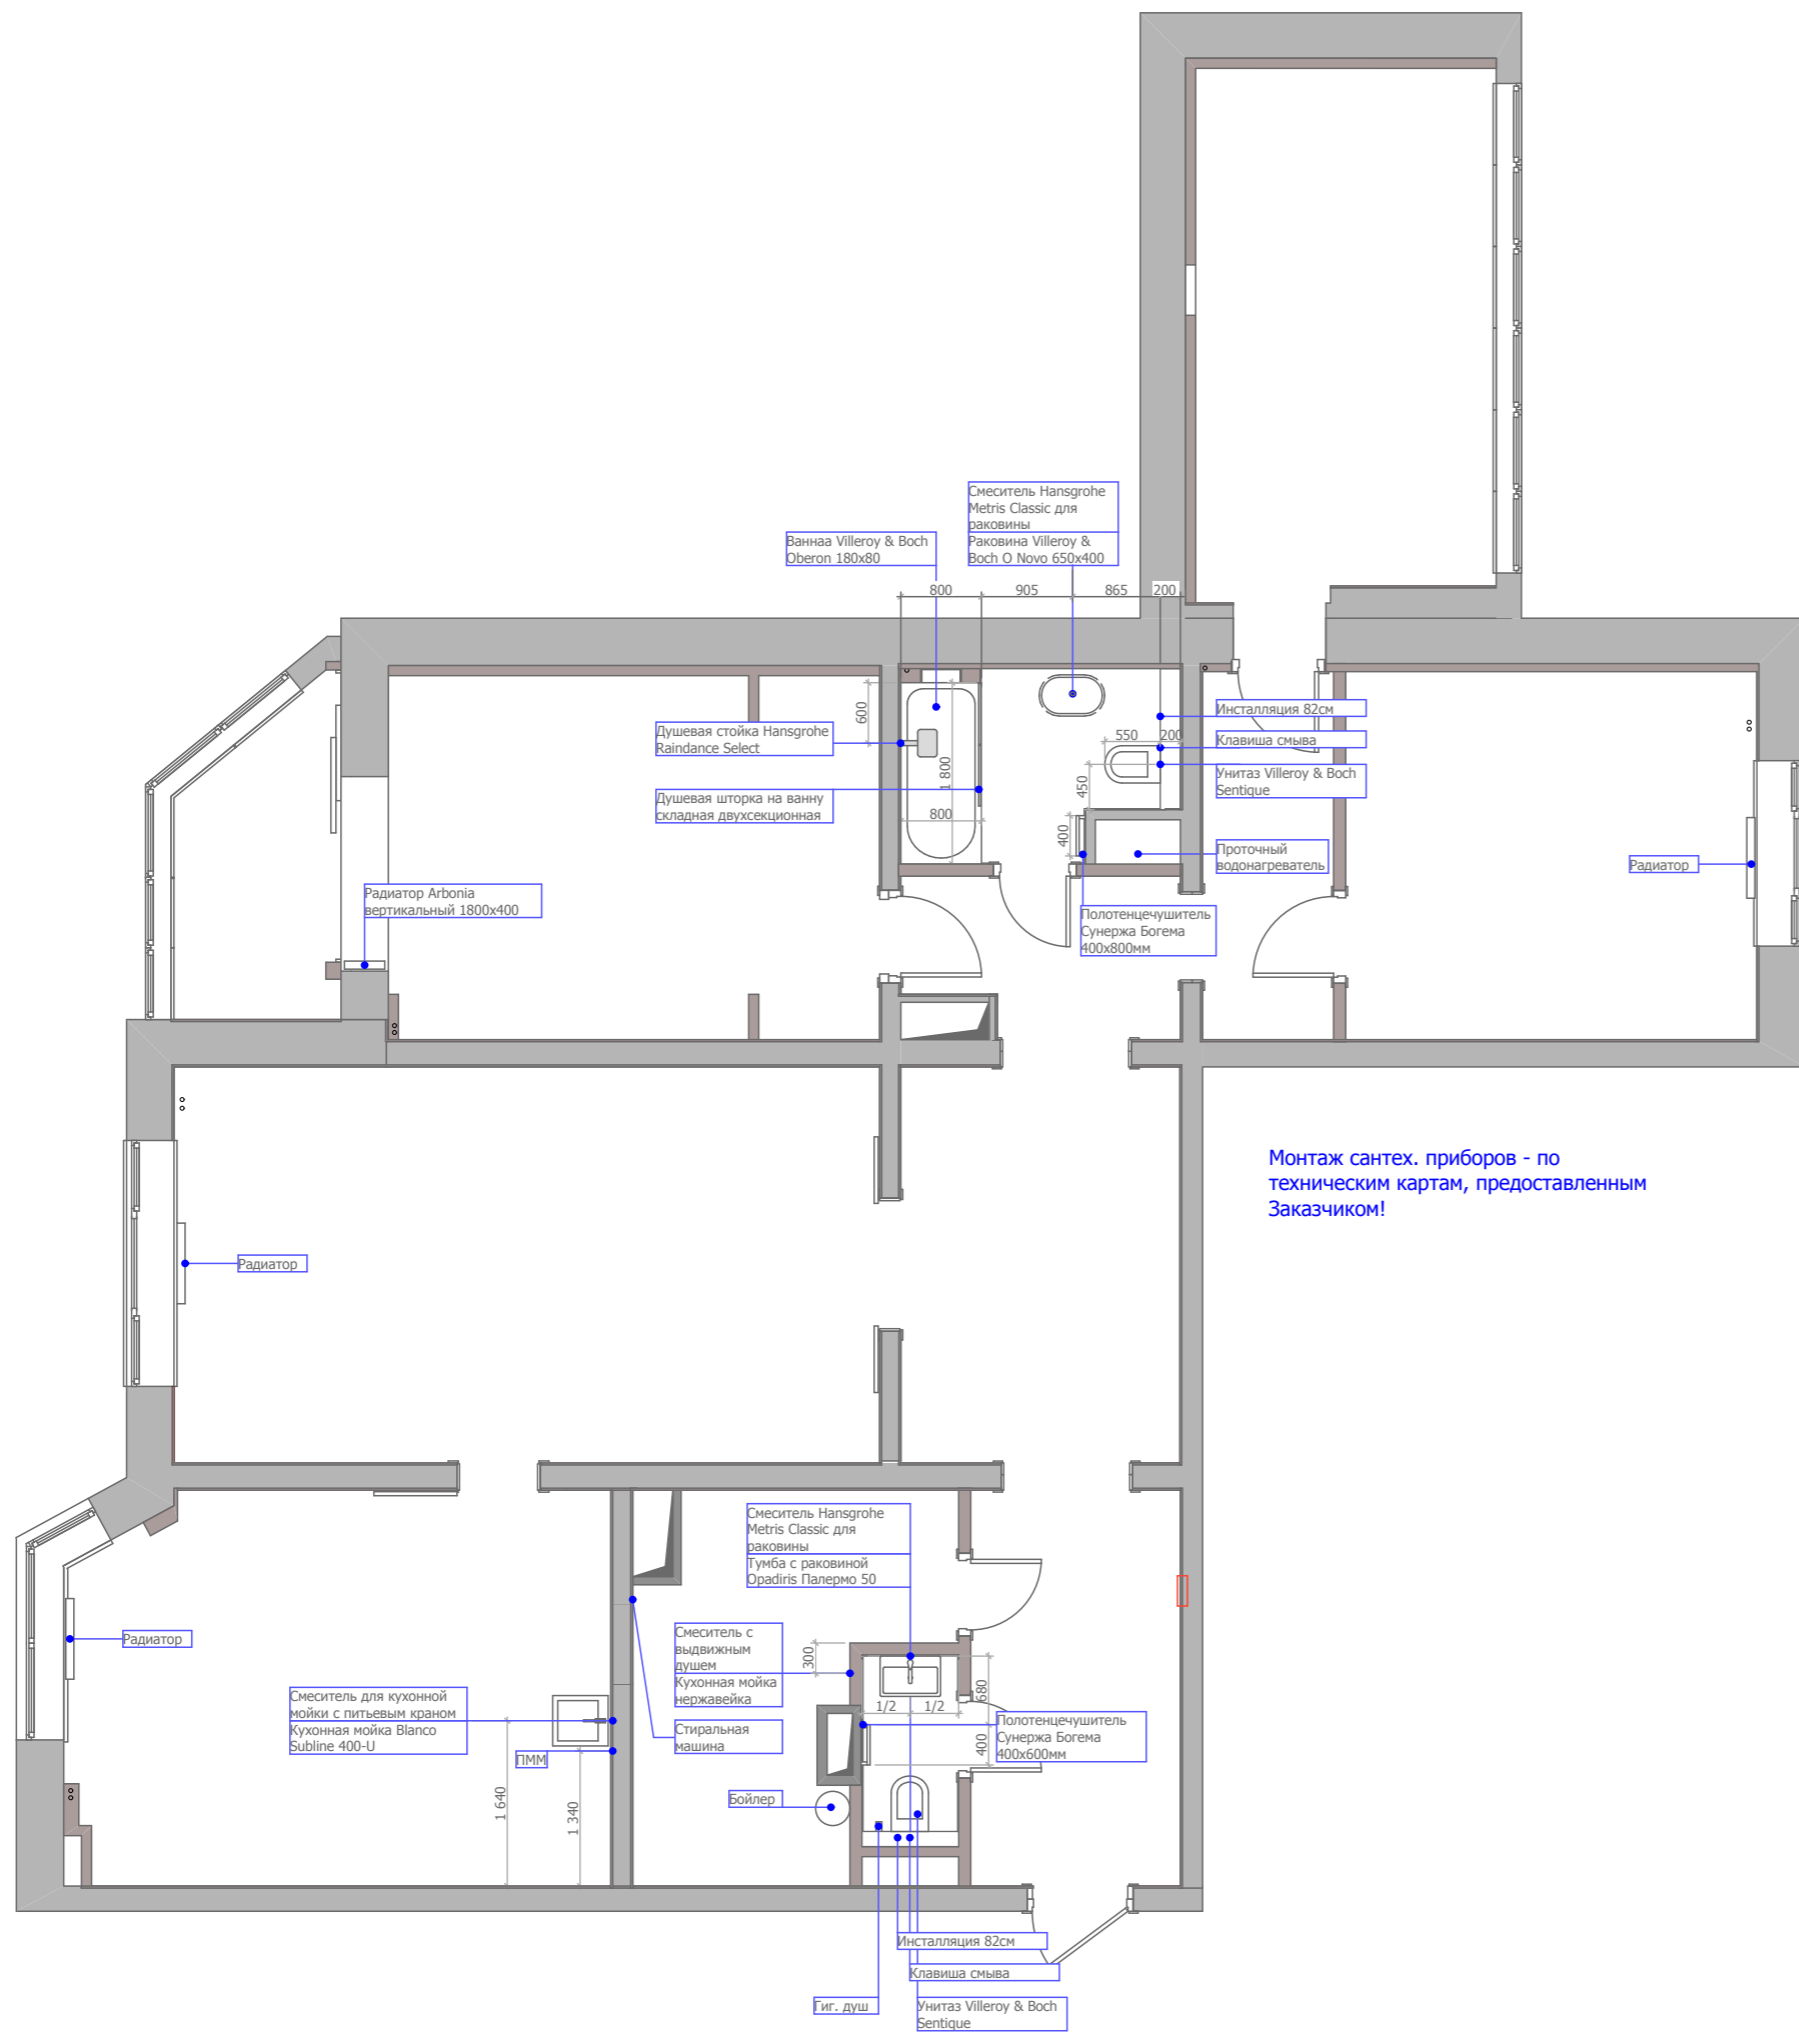 Смеситель Hansgrohe
Metris Classic для
раковины
Раковина Villeroy &
Boch O Novo 650x400
Ваннаа Villeroy & Boch
Oberon 180x80
800
905
865
200
Душевая стойка Hansgrohe
Raindance Select
600
1 800
Душевая шторка на ванну
складная двухсекционная
800
550
200
450
400
Инсталляция 82см
Клавиша смыва
Унитаз Villeroy & Boch
Sentique
Проточный
водонагреватель
Радиатор
Радиатор Arbonia
вертикальный 1800x400
Полотенцечушитель
Сунержа Богема
400x800мм
Монтаж сантех. приборов - по
техническим картам, предоставленным
Заказчиком!
Радиатор
Смеситель Hansgrohe
Metris Classic для
раковины
Тумба с раковиной
Opadiris Палермо 50
Радиатор
Смеситель с
выдвижным
душем
Кухонная мойка
нержавейка
300
680
1/2
1/2
400
Смеситель для кухонной
мойки с питьевым краном
Кухонная мойка Blanco
Subline 400-U
ПММ
Стиральная
машина
Полотенцечушитель
Сунержа Богема
400x600мм
Бойлер
1 640
1 340
Инсталляция 82см
Клавиша смыва
Гиг. душ
Унитаз Villeroy & Boch
Sentique